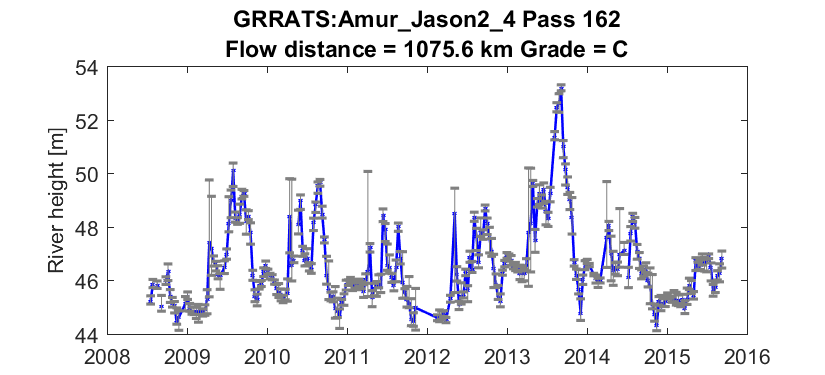 GRRATS:Amur_Jason2_4 Pass 162
Flow distance = 1075.6 km Grade = C
River height [m]
54
52
50
48
46
44
2008 2009 2010 2011 2012 2013 2014 2015 2016